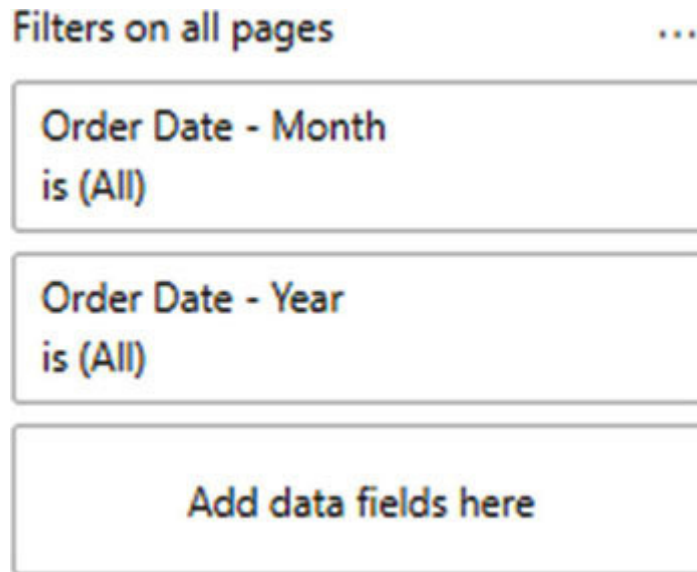 Filters on all pages ...
Order Date - Month
is (All)
Order Date - Year
is (All)
Add data fields here